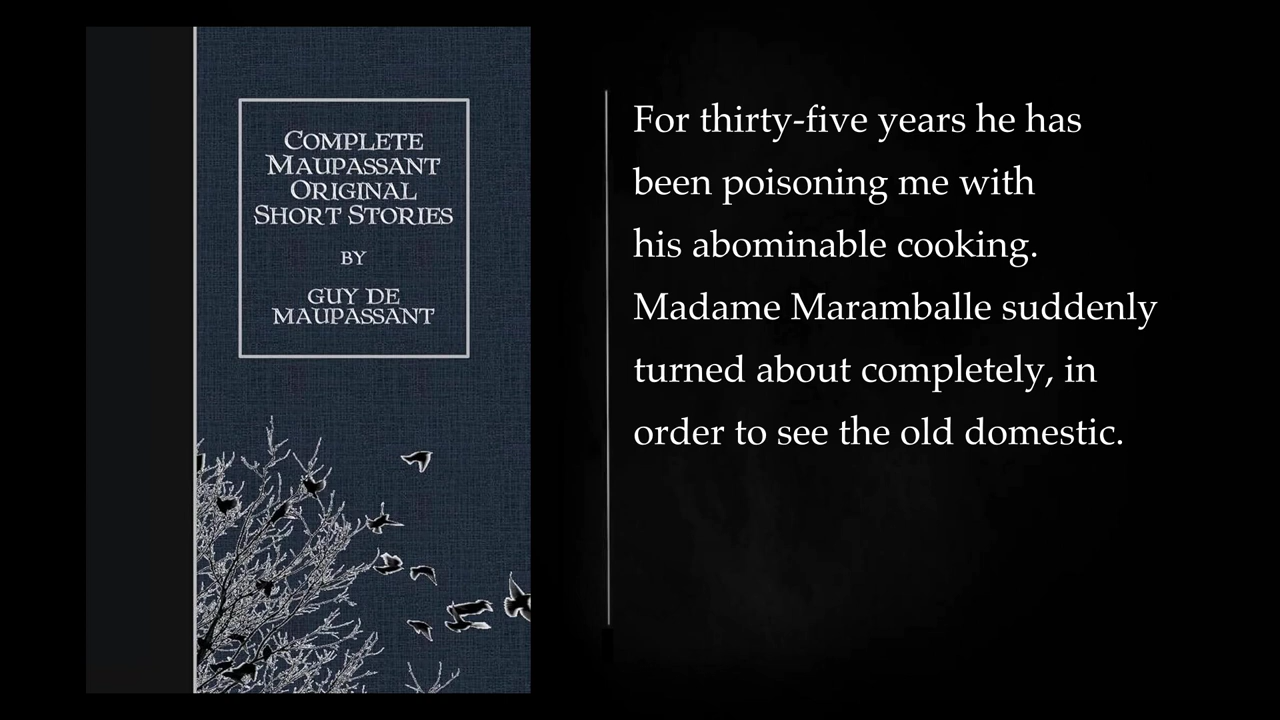 COMPLETE
MAUPASSANT
ORIGINAL
SHORT STORIES
BY
GUY DE
MAUPASSANT
For thirty-five years he has
been poisoning me with
his abominable cooking.
Madame Maramballe suddenly
turned about completely, in
order to see the old domestic.